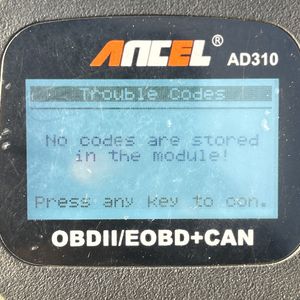 ANCEL®
AD310
Trouble Codes
No codes are stored
in the module!
Press any key to con.
OBDII/EOBD+CAN